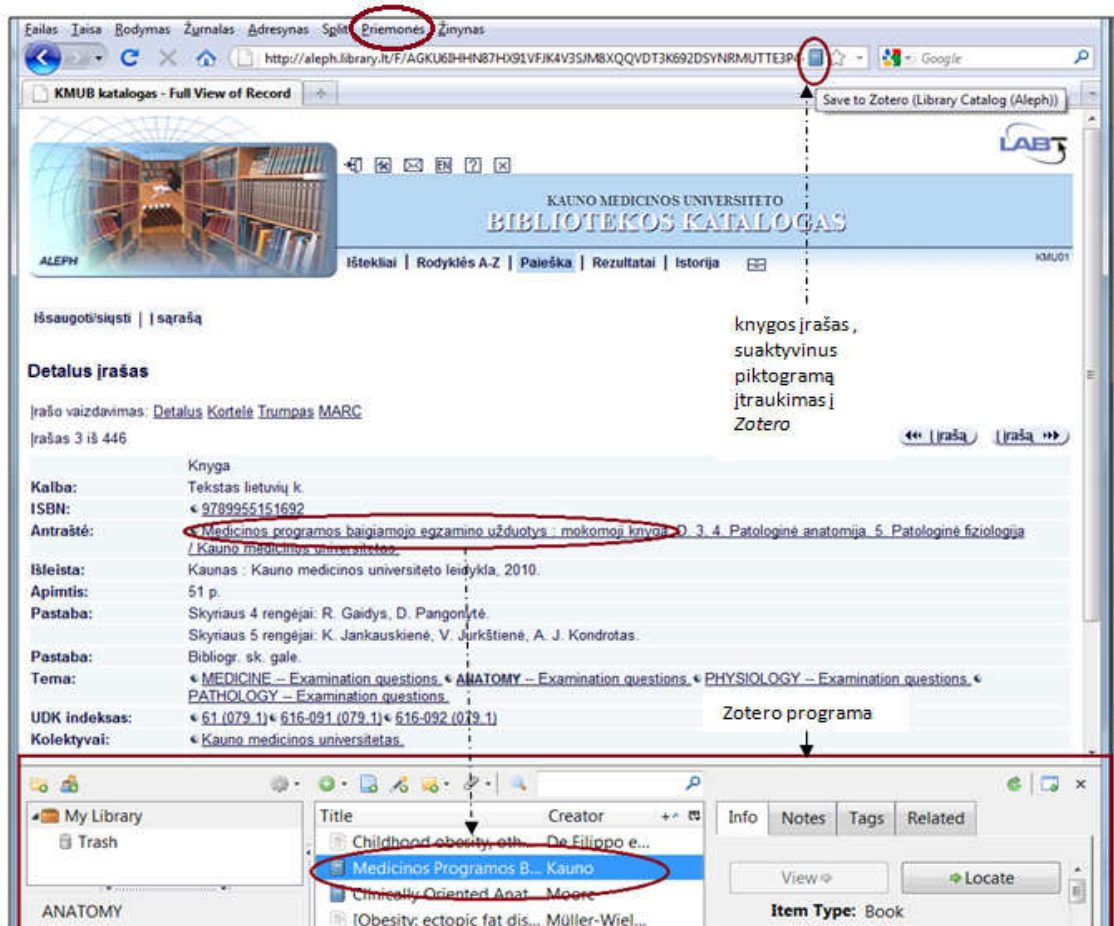 Failas Taisa Rodymas Žurnalas Adresynas Split Priemonės Žinynas
http://aleph.library.lt/F/AGKU6IHHN87HX91VFJK4V3SJM8XQQVDT3K692DSYNRMUTTE3P
Google
KMUB katalogas - Full View of Record
Save to Zotero (Library Catalog (Aleph))
LABT
EN ?
KAUNO MEDICINOS UNIVERSITETO
BIBLIOTEKOS KATALOGAS
ALEPH
Ištekliai | Rodyklės A-Z | Paieška | Rezultatai | Istorija
KMU01
Išsaugoti/siųsti | Į sąrašą
knygos įrašas,
suaktyvinus
piktogramą
įtraukimas į
Zotero
Detalus įrašas
Įrašo vaizdavimas: Detalus Kortelė Trumpas MARC
Įrašas 3 iš 446
Įrašą Įrašą
Knyga
Kalba: Tekstas lietuvių k.
ISBN: 9789955151692
Antraštė: Medicinos programos baigiamojo egzamino užduotys : mokomoji knyga. D. 3, 4. Patologinė anatomija. 5. Patologinė fiziologija
/ Kauno medicinos universitetas.
Išleista: Kaunas : Kauno medicinos universiteto leidykla, 2010.
Apimtis: 51 p.
Pastaba: Skyriaus 4 rengėjai: R. Gaidys, D. Pangonytė.
Skyriaus 5 rengėjai: K. Jankauskienė, V. Jurkštienė, A. J. Kondrotas.
Pastaba: Bibliogr. sk. gale.
Tema: MEDICINE -- Examination questions. ANATOMY -- Examination questions. PHYSIOLOGY -- Examination questions.
PATHOLOGY -- Examination questions.
UDK indeksas: 61 (079.1) 616-091 (079.1) 616-092 (079.1)
Kolektyvai: Kauno medicinos universitetas.
Zotero programa
My Library
Trash
ANATOMY
Title Creator
Childhood obesity, oth... De Filippo e...
Medicinos Programos B... Kauno
Clinically Oriented Anat... Moore
[Obesity: ectopic fat dis... Müller-Wiel...
Info Notes Tags Related
View Locate
Item Type: Book